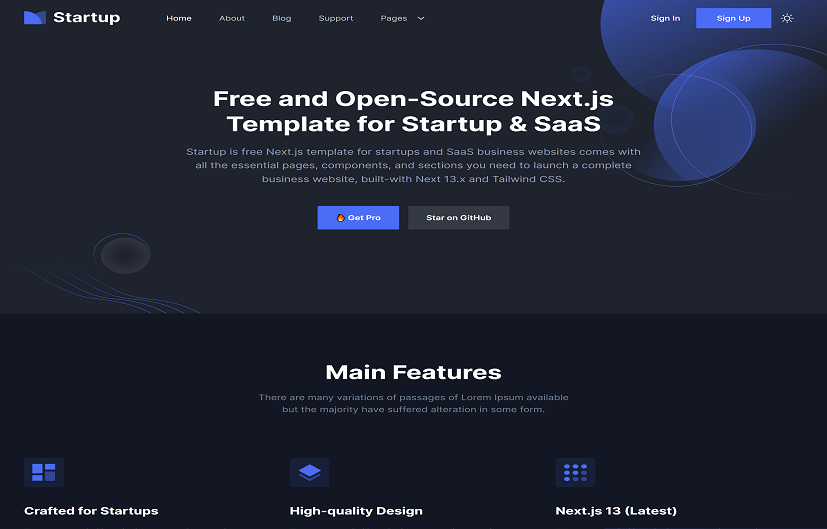 Startup
Home
About
Blog
Support
Pages
Sign In
Sign Up
Free and Open-Source Next.js
Template for Startup & SaaS
Startup is free Next.js template for startups and SaaS business websites comes with
all the essential pages, components, and sections you need to launch a complete
business website, built-with Next 13.x and Tailwind CSS.
🔥 Get Pro
Star on GitHub
Main Features
There are many variations of passages of Lorem Ipsum available
but the majority have suffered alteration in some form.
Crafted for Startups
High-quality Design
Next.js 13 (Latest)